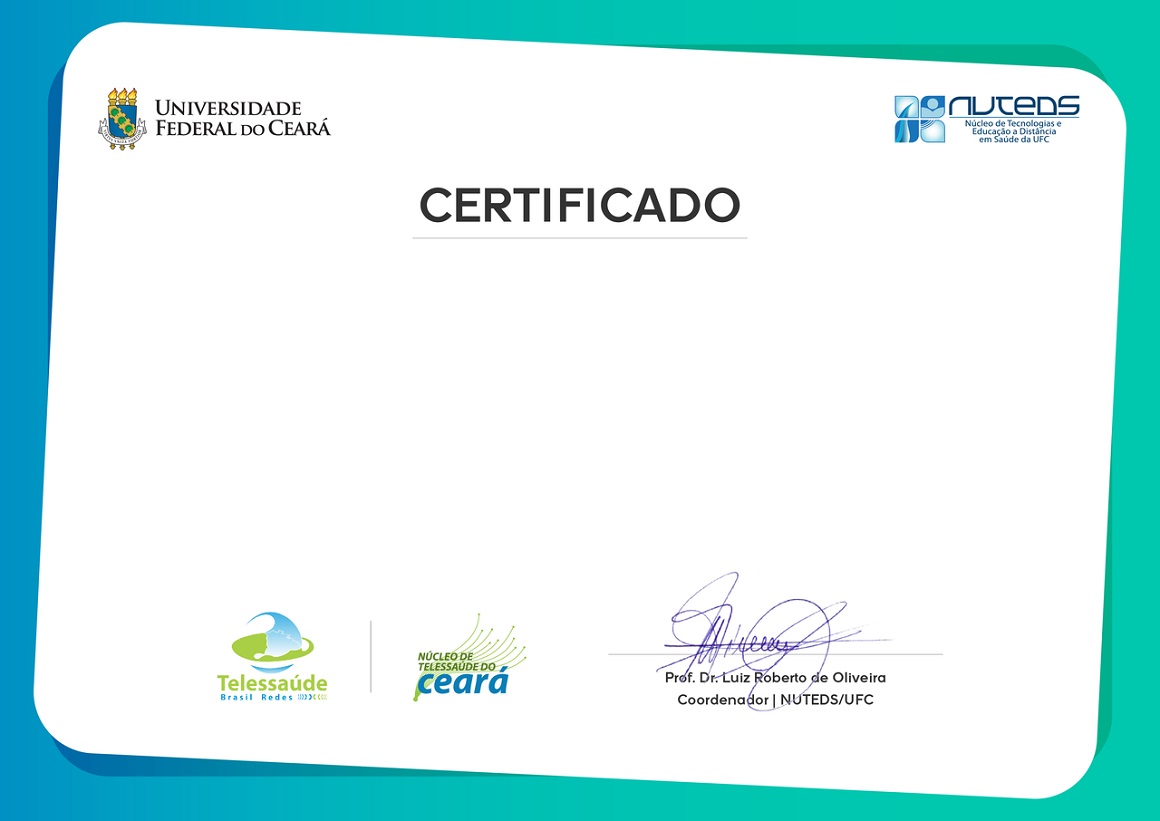 UNIVERSIDADE
FEDERAL DO CEARÁ
NUTEDS
Núcleo de Tecnologias e
Educação a Distância
em Saúde da UFC
CERTIFICADO
Telessaúde
Brasil Redes
NÚCLEO DE
TELESSAÚDE DO
ceará
Prof. Dr. Luiz Roberto de Oliveira
Coordenador | NUTEDS/UFC